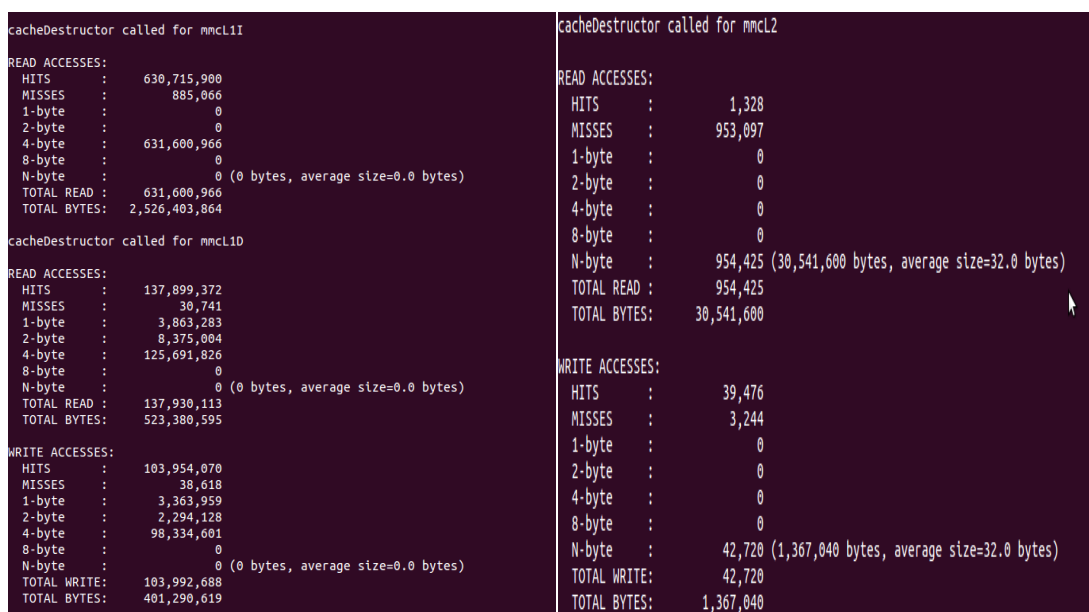 cacheDestructor called for mmcL1I
READ ACCESSES:
HITS : 630,715,900
MISSES : 885,066
1-byte : 0
2-byte : 0
4-byte : 631,600,966
8-byte : 0
N-byte : 0 (0 bytes, average size=0.0 bytes)
TOTAL READ : 631,600,966
TOTAL BYTES: 2,526,403,864
cacheDestructor called for mmcL1D
READ ACCESSES:
HITS : 137,899,372
MISSES : 30,741
1-byte : 3,863,283
2-byte : 8,375,004
4-byte : 125,691,826
8-byte : 0
N-byte : 0 (0 bytes, average size=0.0 bytes)
TOTAL READ : 137,930,113
TOTAL BYTES: 523,380,595
WRITE ACCESSES:
HITS : 103,954,070
MISSES : 38,618
1-byte : 3,363,959
2-byte : 2,294,128
4-byte : 98,334,601
8-byte : 0
N-byte : 0 (0 bytes, average size=0.0 bytes)
TOTAL WRITE: 103,992,688
TOTAL BYTES: 401,290,619
cacheDestructor called for mmcL2
READ ACCESSES:
HITS : 1,328
MISSES : 953,097
1-byte : 0
2-byte : 0
4-byte : 0
8-byte : 0
N-byte : 954,425 (30,541,600 bytes, average size=32.0 bytes)
TOTAL READ : 954,425
TOTAL BYTES: 30,541,600
WRITE ACCESSES:
HITS : 39,476
MISSES : 3,244
1-byte : 0
2-byte : 0
4-byte : 0
8-byte : 0
N-byte : 42,720 (1,367,040 bytes, average size=32.0 bytes)
TOTAL WRITE: 42,720
TOTAL BYTES: 1,367,040